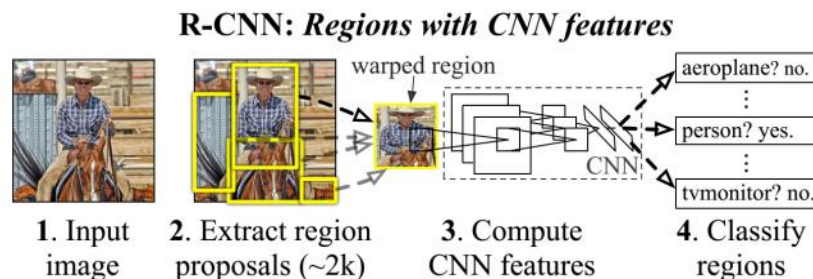 R-CNN: Regions with CNN features
warped region
aeroplane? no.
person? yes.
CNN
tvmonitor? no.
1. Input
image
2. Extract region
proposals (~2k)
3. Compute
CNN features
4. Classify
regions